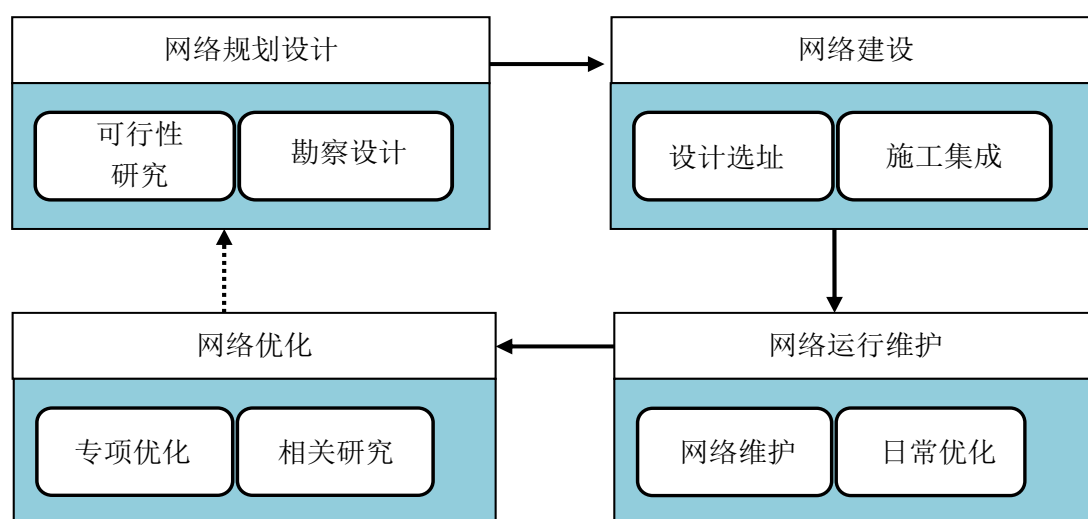 网络规划设计
网络建设
可行性
研究
勘察设计
设计选址
施工集成
网络优化
网络运行维护
专项优化
相关研究
网络维护
日常优化